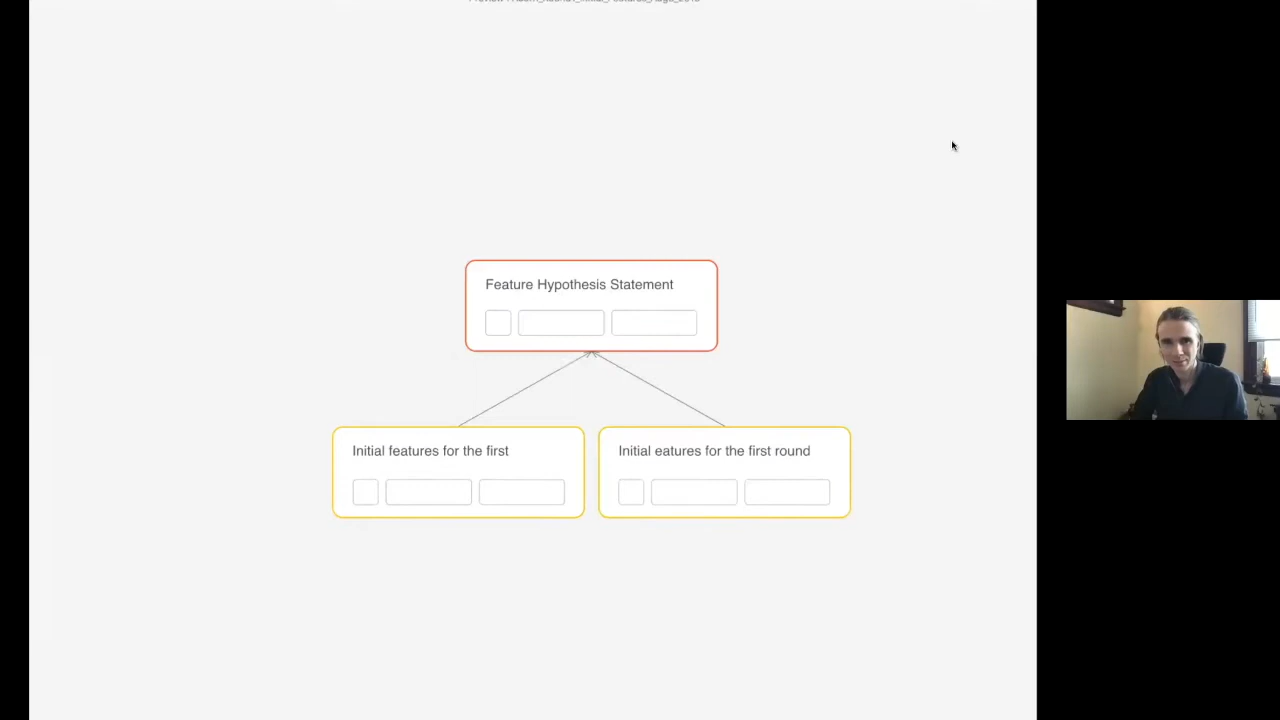 Feature Hypothesis Statement
Initial features for the first
Initial eatures for the first round